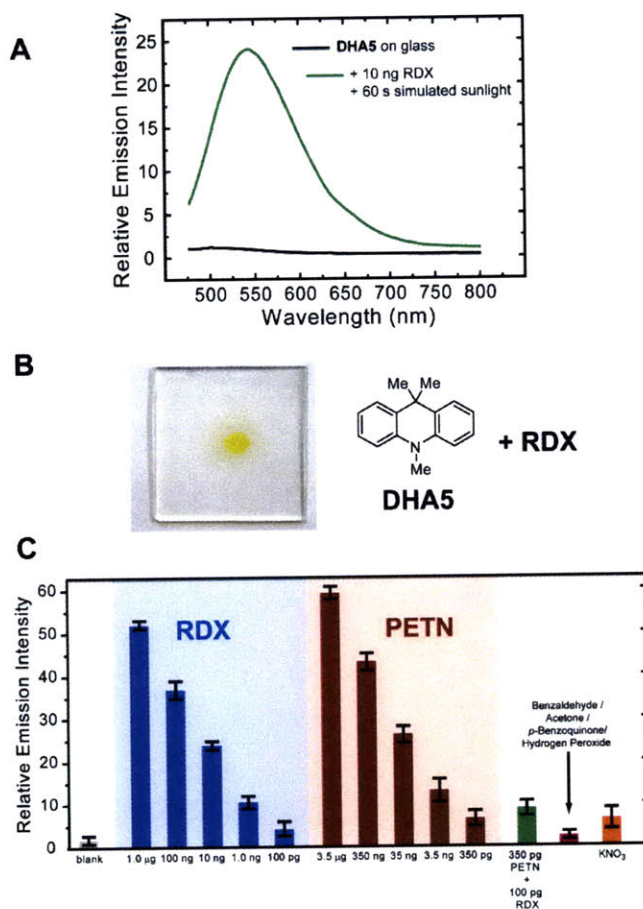 A
Relative Emission Intensity
25
20
15
10
5
0
DHA5 on glass
+ 10 ng RDX
+ 60 s simulated sunlight
500 550 600 650 700 750 800
Wavelength (nm)
B
Me Me
N
Me
DHA5
+ RDX
C
Relative Emission Intensity
60
50
40
30
20
10
0
RDX
PETN
Benzaldehyde /
Acetone /
p-Benzoquinone/
Hydrogen Peroxide
blank 1.0 µg 100 ng 10 ng 1.0 ng 100 pg 3.5 µg 350 ng 35 ng 3.5 ng 350 pg 350 pg KNO₃
PETN
+
100 pg
RDX